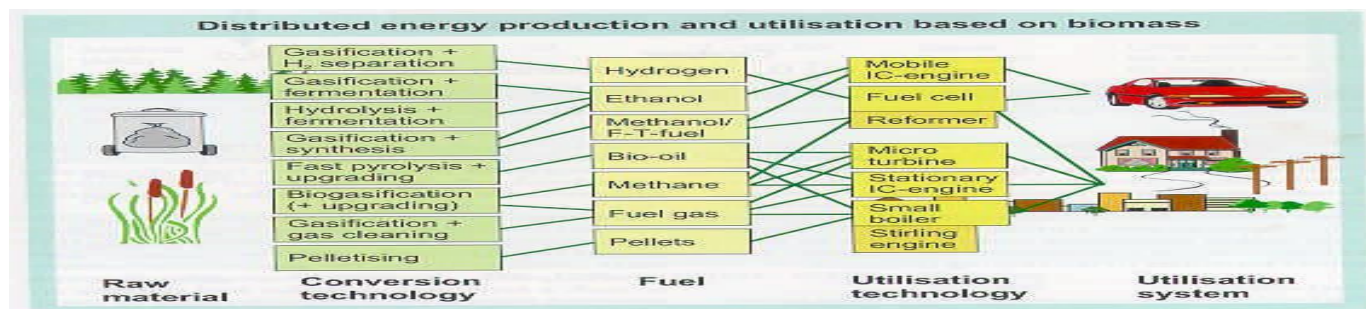 Distributed energy production and utilisation based on biomass
Gasification +
H₂ separation
Gasification +
fermentation
Hydrolysis +
fermentation
Gasification +
synthesis
Fast pyrolysis +
upgrading
Biogasification
(+ upgrading)
Gasification +
gas cleaning
Pelletising
Hydrogen
Ethanol
Methanol/
F-T-fuel
Bio-oil
Methane
Fuel gas
Pellets
Mobile
IC-engine
Fuel cell
Reformer
Micro
turbine
Stationary
IC-engine
Small
boiler
Stirling
engine
Raw
material
Conversion
technology
Fuel
Utilisation
technology
Utilisation
system